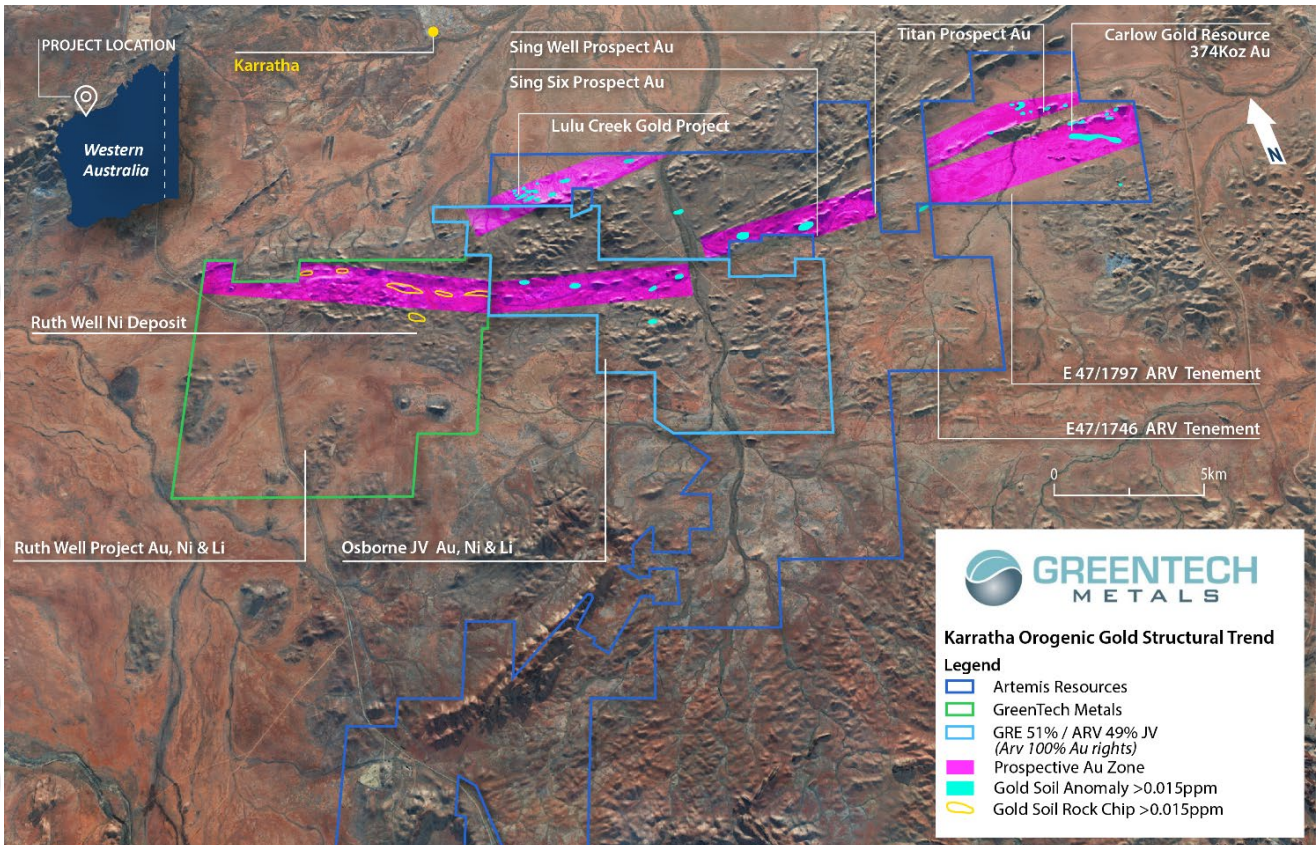 PROJECT LOCATION
Western
Australia
Karratha
Sing Well Prospect Au
Sing Six Prospect Au
Lulu Creek Gold Project
Titan Prospect Au
Carlow Gold Resource
374Koz Au
N
Ruth Well Ni Deposit
E 47/1797 ARV Tenement
E47/1746 ARV Tenement
0
5km
Ruth Well Project Au, Ni & Li
Osborne JV Au, Ni & Li
GREENTECH
METALS
Karratha Orogenic Gold Structural Trend
Legend
Artemis Resources
GreenTech Metals
GRE 51% / ARV 49% JV
(Arv 100% Au rights)
Prospective Au Zone
Gold Soil Anomaly >0.015ppm
Gold Soil Rock Chip >0.015ppm